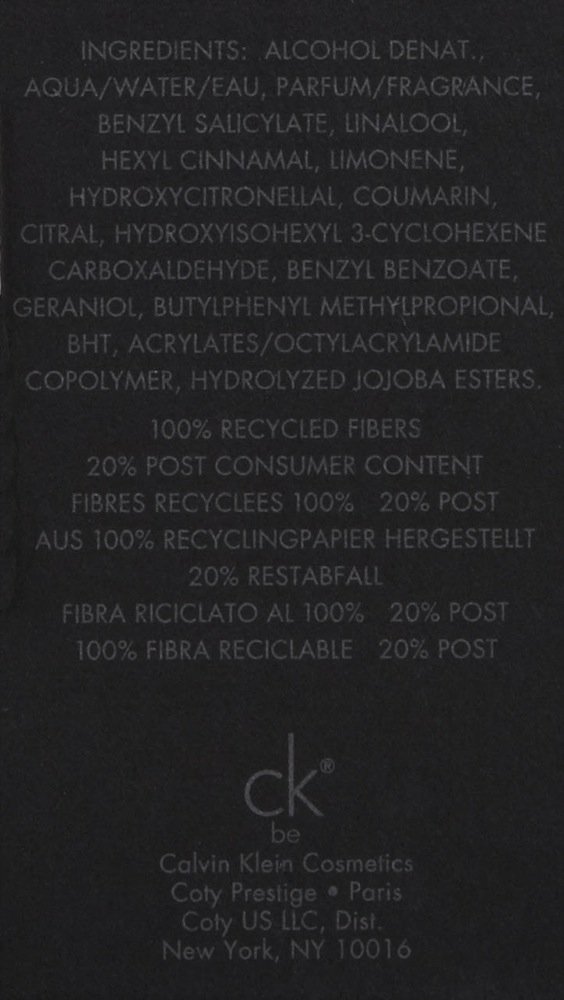 INGREDIENTS: ALCOHOL DENAT.,
AQUA/WATER/EAU, PARFUM/FRAGRANCE,
BENZYL SALICYLATE, LINALOOL,
HEXYL CINNAMAL, LIMONENE,
HYDROXYCITRONELLAL, COUMARIN,
CITRAL, HYDROXYISOHEXYL 3-CYCLOHEXENE
CARBOXALDEHYDE, BENZYL BENZOATE,
GERANIOL, BUTYLPHENYL METHYLPROPIONAL,
BHT, ACRYLATES/OCTYLACRYLAMIDE
COPOLYMER, HYDROLYZED JOJOBA ESTERS.
100% RECYCLED FIBERS
20% POST CONSUMER CONTENT
FIBRES RECYCLEES 100% 20% POST
AUS 100% RECYCLINGPAPIER HERGESTELLT
20% RESTABFALL
FIBRA RICICLATO AL 100% 20% POST
100% FIBRA RECICLABLE 20% POST
ck®
be
Calvin Klein Cosmetics
Coty Prestige • Paris
Coty US LLC, Dist.
New York, NY 10016